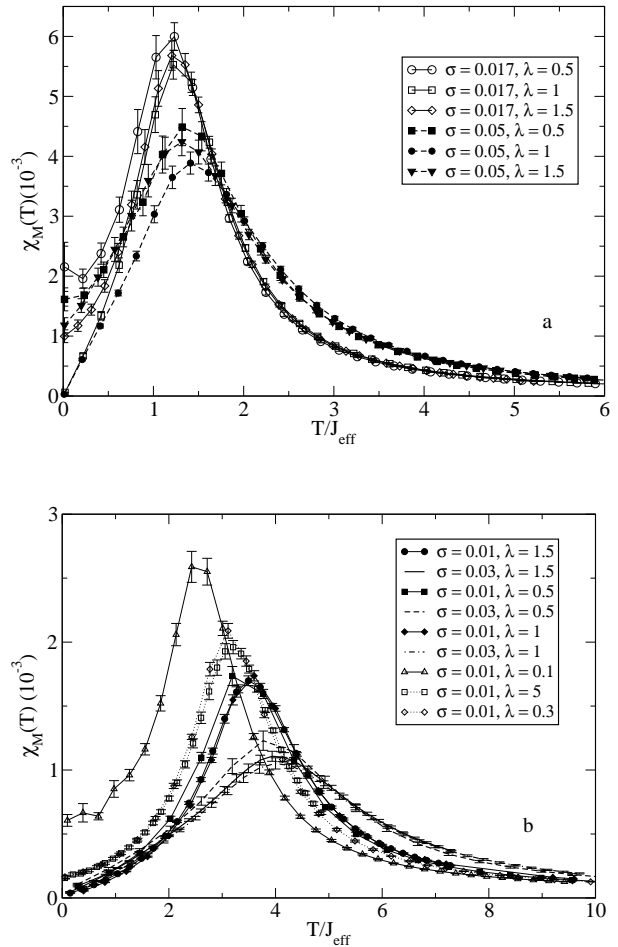 6
5
4
3
2
1
0
χ_M(T)(10^-3)
σ = 0.017, λ = 0.5
σ = 0.017, λ = 1
σ = 0.017, λ = 1.5
σ = 0.05, λ = 0.5
σ = 0.05, λ = 1
σ = 0.05, λ = 1.5
a
0 1 2 3 4 5 6
T/J_eff
3
2
1
0
χ_M(T) (10^-3)
σ = 0.01, λ = 1.5
σ = 0.03, λ = 1.5
σ = 0.01, λ = 0.5
σ = 0.03, λ = 0.5
σ = 0.01, λ = 1
σ = 0.03, λ = 1
σ = 0.01, λ = 0.1
σ = 0.01, λ = 5
σ = 0.01, λ = 0.3
b
0 2 4 6 8 10
T/J_eff